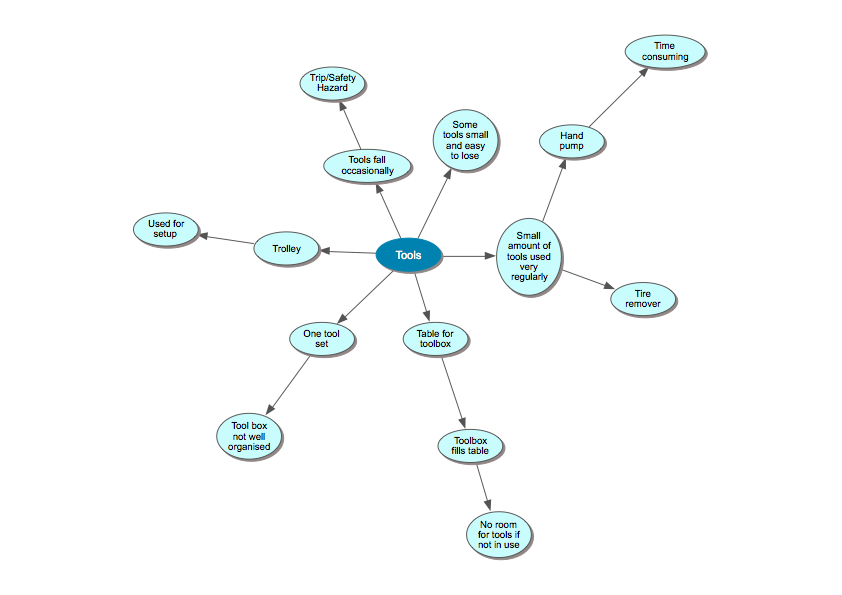 Time
consuming
Trip/Safety
Hazard
Some
tools small
and easy
to lose
Hand
pump
Tools fall
occasionally
Used for
setup
Trolley
Tools
Small
amount of
tools used
very
regularly
Tire
remover
One tool
set
Table for
toolbox
Tool box
not well
organised
Toolbox
fills table
No room
for tools if
not in use